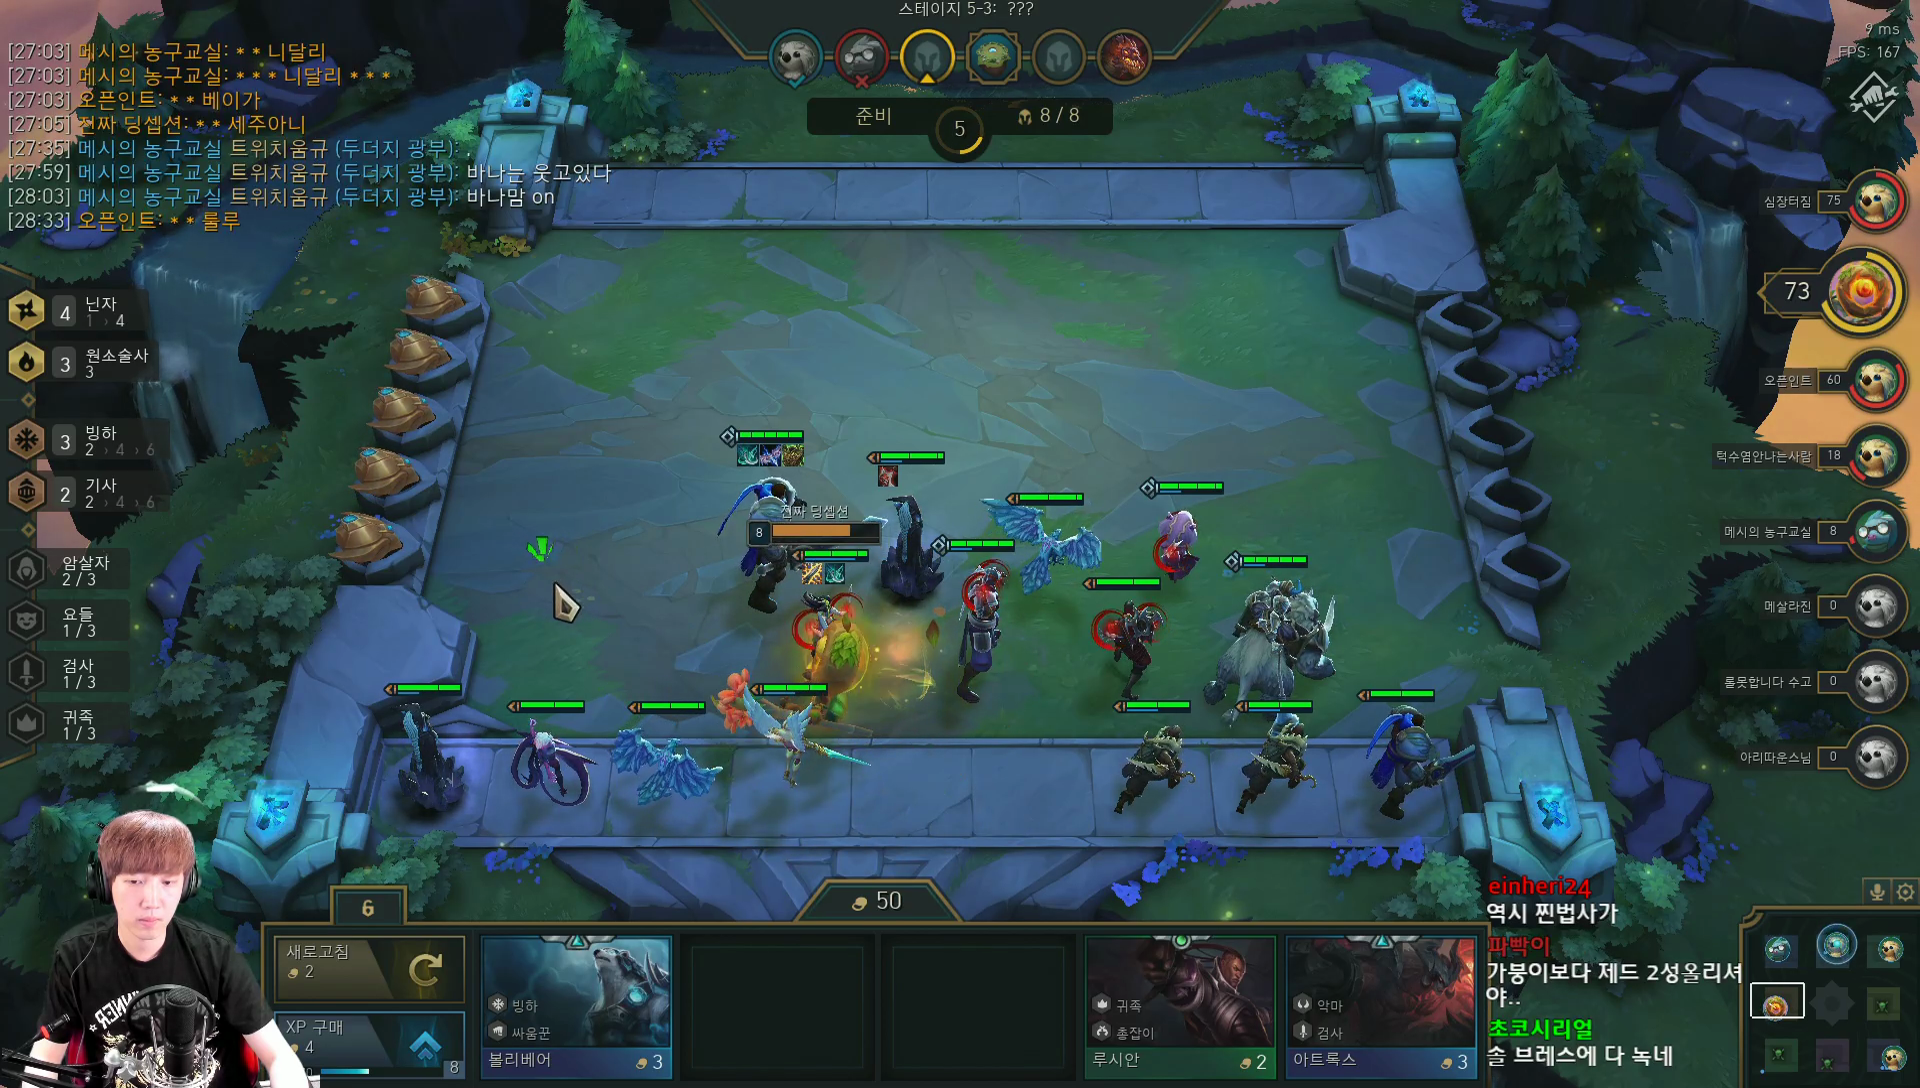 스테이지 5-3: ???
9 ms
FPS: 167
[27:03] 메시의 농구교실: * * 니달리
[27:03] 메시의 농구교실: * * * 니달리 * * *
[27:03] 오픈인트: * * 베이가
[27:05] 진짜 딩셉션: * * 세주아니
[27:35] 메시의 농구교실 트위치움규 (두더지 광부): .
[27:59] 메시의 농구교실 트위치움규 (두더지 광부): 바나는 웃고있다
[28:03] 메시의 농구교실 트위치움규 (두더지 광부): 바나맘 on
[28:33] 오픈인트: * * 룰루
준비
5
8 / 8
심장터짐 75
73
오픈인트 60
턱수염안나는사람 18
메시의 농구교실 8
메살라진 0
롤못합니다 수고 0
아리따운스님 0
4 닌자
1 › 4
3 원소술사
3
3 빙하
2 › 4 › 6
2 기사
2 › 4 › 6
암살자
2 / 3
요들
1 / 3
검사
1 / 3
귀족
1 / 3
진짜 딩셉션
8
6
50
새로고침
2
XP 구매
4
8
빙하
싸움꾼
볼리베어 3
귀족
총잡이
루시안 2
악마
검사
아트록스 3
einheri24
역시 찐법사가
파빡이
가붕이보다 제드 2성올리셔
야..
초코시리얼
솔 브레스에 다 녹네